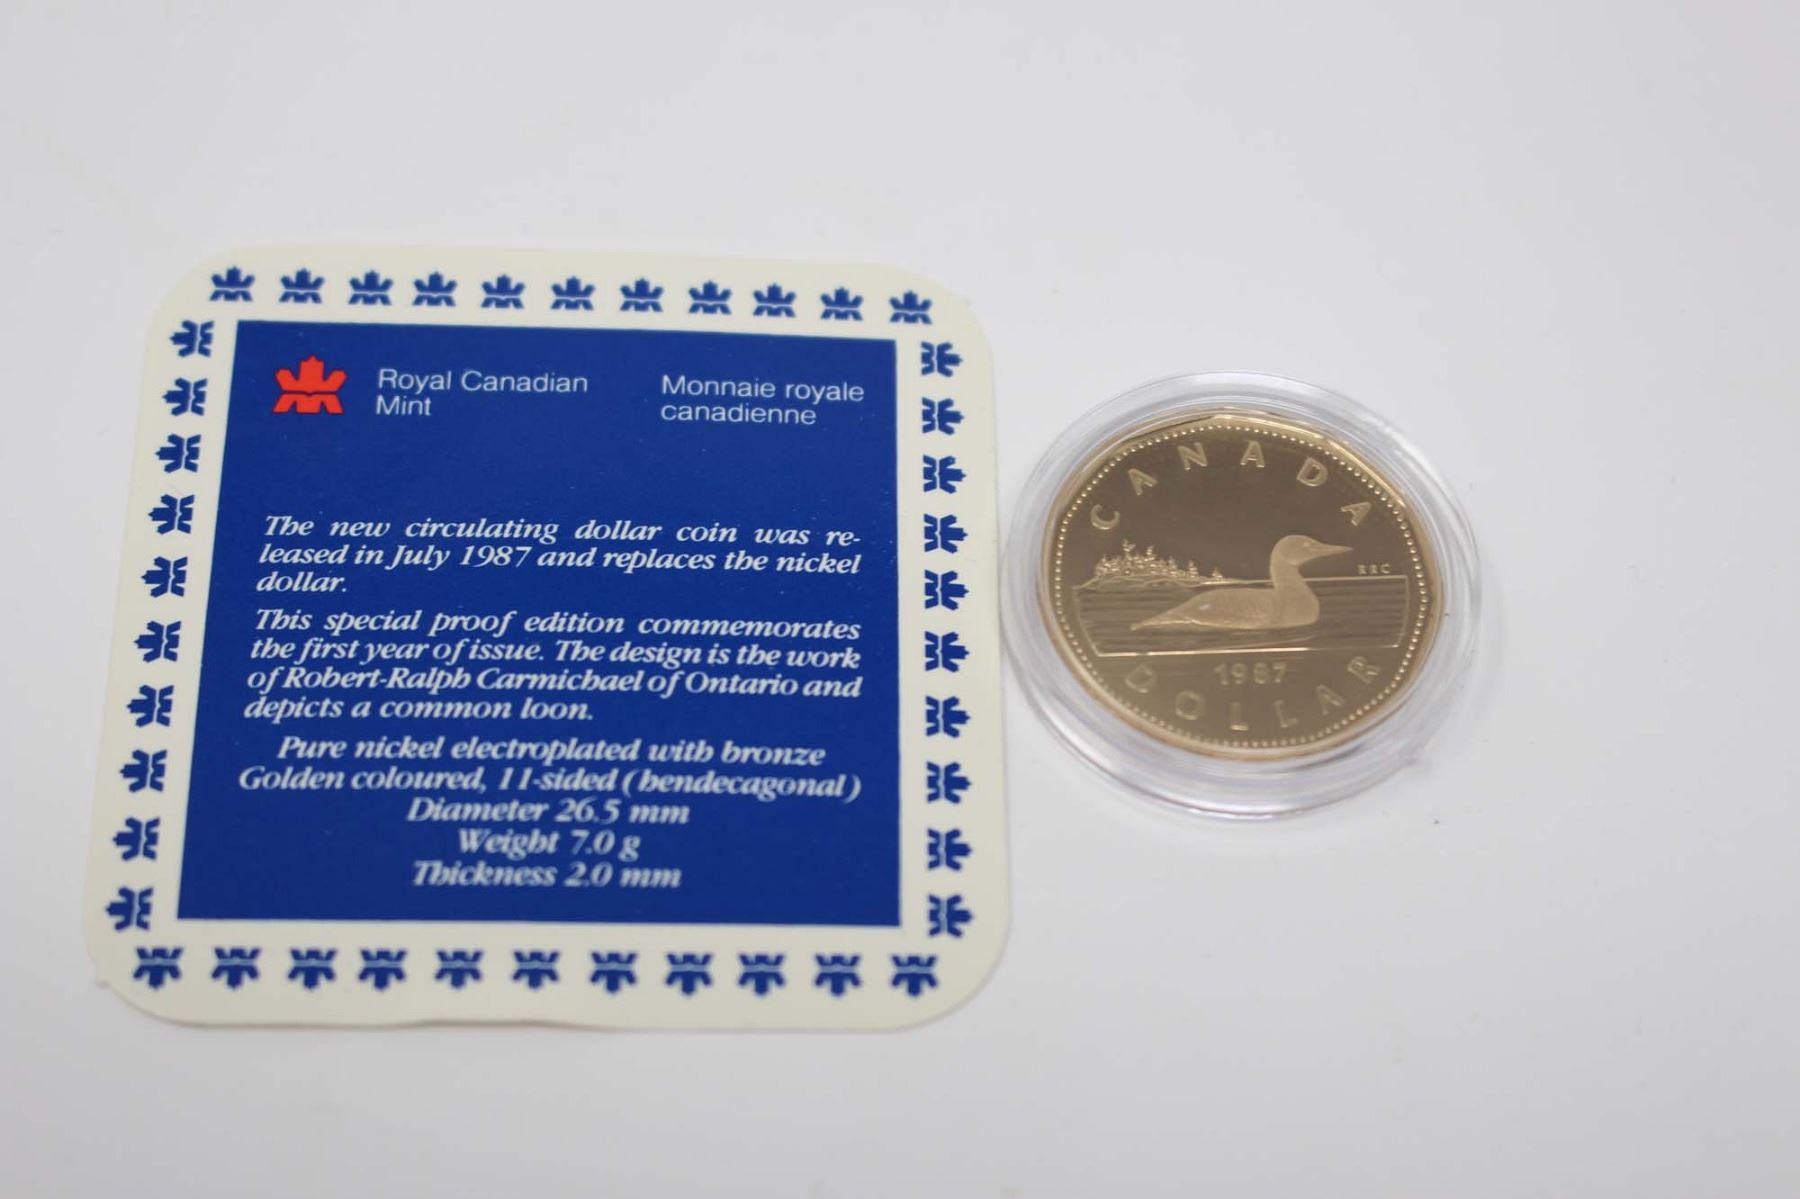 Royal Canadian
Mint
Monnaie royale
canadienne
The new circulating dollar coin was re-
leased in July 1987 and replaces the nickel
dollar.
This special proof edition commemorates
the first year of issue. The design is the work
of Robert-Ralph Carmichael of Ontario and
depicts a common loon.
Pure nickel electroplated with bronze
Golden coloured, 11-sided (hendecagonal)
Diameter 26.5 mm
Weight 7.0 g
Thickness 2.0 mm
CANADA
RRC
1987
DOLLAR